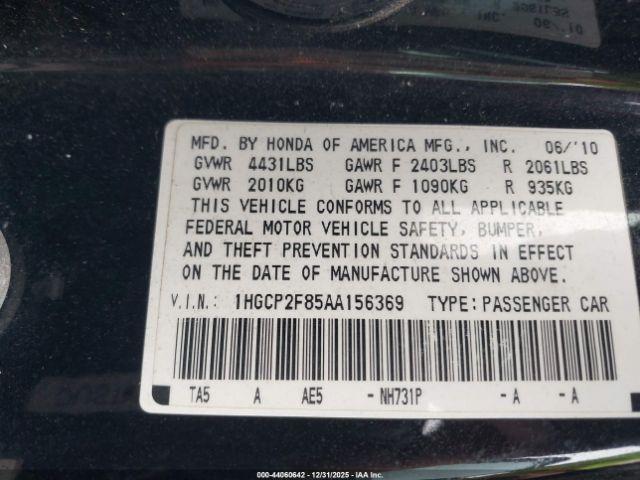 MFD. BY HONDA OF AMERICA MFG., INC. 06/'10
GVWR 4431LBS GAWR F 2403LBS R 2061LBS
GVWR 2010KG GAWR F 1090KG R 935KG
THIS VEHICLE CONFORMS TO ALL APPLICABLE
FEDERAL MOTOR VEHICLE SAFETY, BUMPER,
AND THEFT PREVENTION STANDARDS IN EFFECT
ON THE DATE OF MANUFACTURE SHOWN ABOVE.
V.I.N.: 1HGCP2F85AA156369 TYPE: PASSENGER CAR
TA5 A AE5 - NH731P - A - A
000-44060642 - 12/31/2025 - IAA Inc.